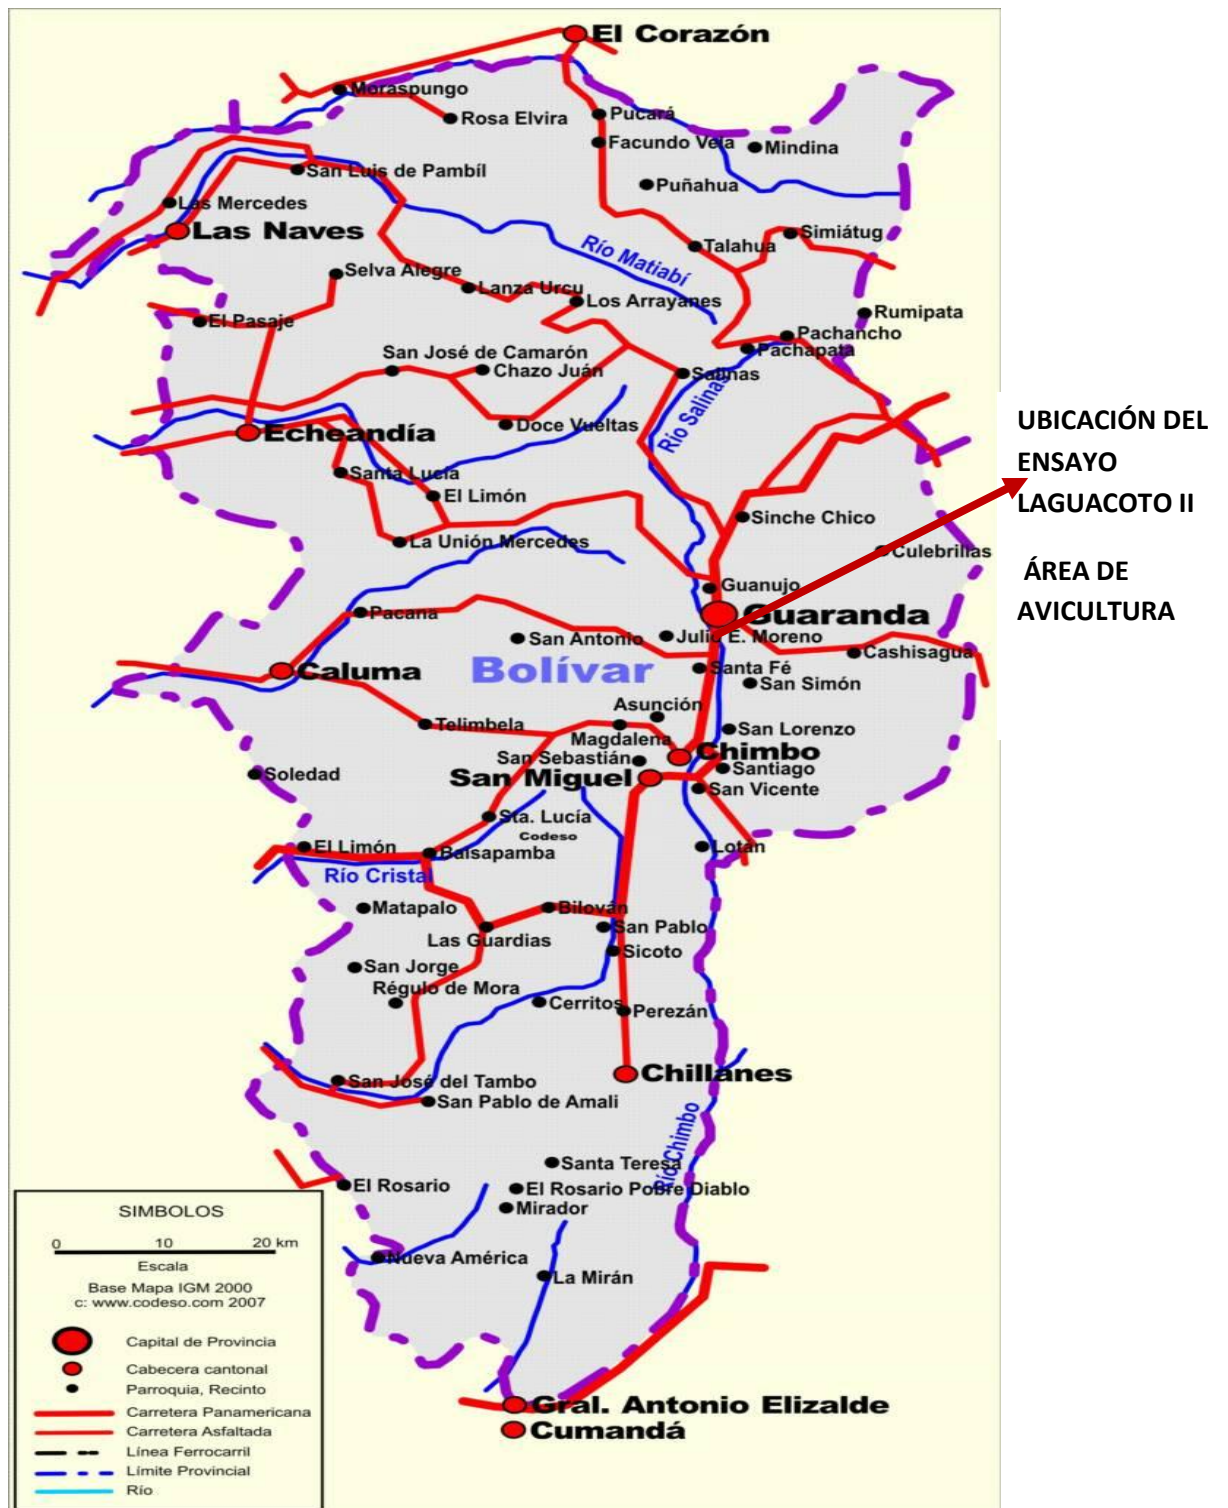 El Corazón
Moraspungo
Rosa Elvira
Pucará
Facundo Vela
Mindina
Puñahua
San Luis de Pambíl
Las Mercedes
Las Naves
Talahua
Simiátug
Río Matiabí
Selva Alegre
Lanza Urcu
Los Arrayanes
Rumipata
El Pasaje
Pachancho
Pachapata
San José de Camarón
Chazo Juán
Salinas
Río Salinas
Doce Vueltas
Echeandía
UBICACIÓN DEL
ENSAYO
LAGUACOTO II
ÁREA DE
AVICULTURA
Santa Lucía
El Limón
Sinche Chico
La Unión Mercedes
Culebrillas
Guanujo
Guaranda
Pacana
San Antonio
Julio E. Moreno
Cashisagua
Caluma
Bolívar
Santa Fé
San Simón
Asunción
Telimbela
Magdalena
San Lorenzo
Chimbo
San Sebastián
Santiago
Soledad
San Miguel
San Vicente
Sta. Lucía
Codeso
El Limón
Balsapamba
Lotan
Río Cristal
Matapalo
Bilován
Las Guardias
San Pablo
Sicoto
San Jorge
Régulo de Mora
Cerritos
Perezán
San José del Tambo
Chillanes
San Pablo de Amali
Río Chimbo
Santa Teresa
El Rosario
El Rosario Pobre Diablo
Mirador
Nueva América
La Mirán
Gral. Antonio Elizalde
Cumandá
SIMBOLOS
0 10 20 km
Escala
Base Mapa IGM 2000
c: www.codeso.com 2007
Capital de Provincia
Cabecera cantonal
Parroquia, Recinto
Carretera Panamericana
Carretera Asfaltada
Línea Ferrocarril
Límite Provincial
Río